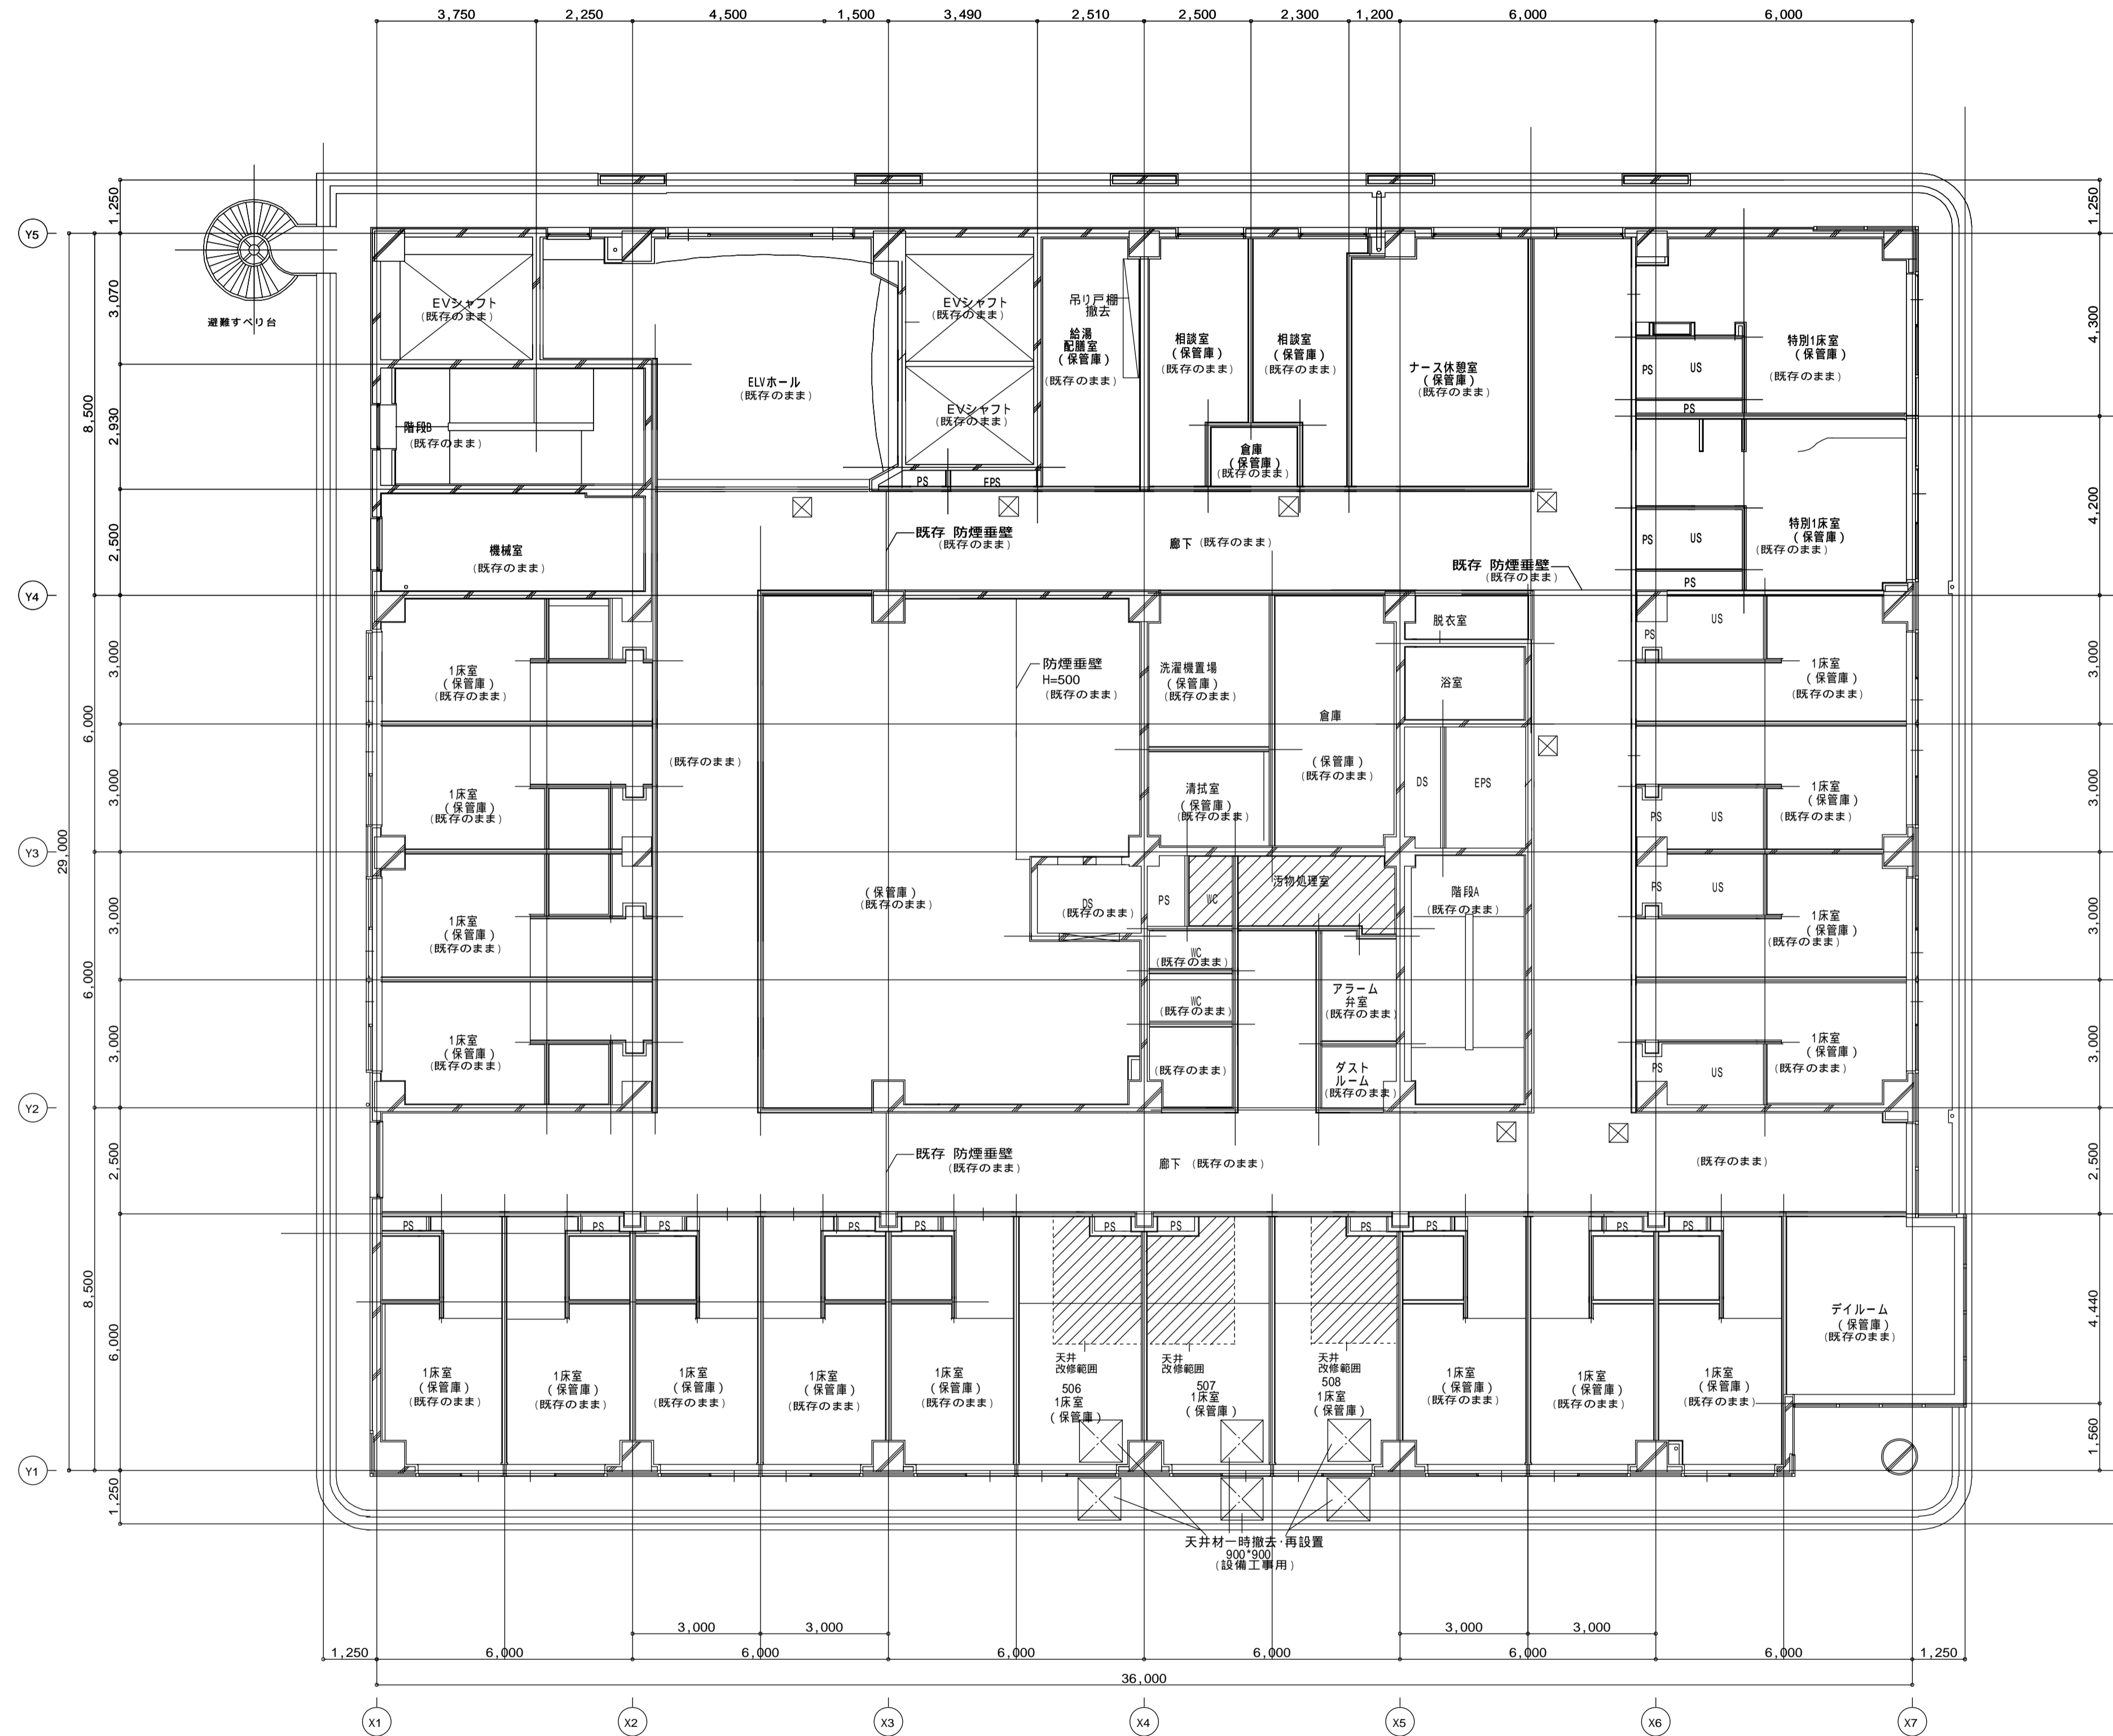 3,750
2,250
4,500
1,500
3,490
2,510
2,500
2,300
1,200
6,000
6,000
1,250
1,250
Y5
避難すべり台
3,070
2,930
8,500
2,500
4,300
4,200
EVシャフト
(既存のまま)
EVシャフト
(既存のまま)
吊り戸棚
撤去
給湯
配膳室
(保管庫)
(既存のまま)
相談室
(保管庫)
(既存のまま)
相談室
(保管庫)
(既存のまま)
ナース休憩室
(保管庫)
(既存のまま)
PS
US
特別1床室
(保管庫)
(既存のまま)
PS
ELVホール
(既存のまま)
EVシャフト
(既存のまま)
階段B
(既存のまま)
倉庫
(保管庫)
(既存のまま)
PS
EPS
機械室
(既存のまま)
既存 防煙垂壁
(既存のまま)
廊下 (既存のまま)
既存 防煙垂壁
(既存のまま)
PS
US
特別1床室
(保管庫)
(既存のまま)
PS
Y4
3,000
3,000
6,000
29,000
3,000
3,000
1床室
(保管庫)
(既存のまま)
防煙垂壁
H=500
(既存のまま)
洗濯機置場
(保管庫)
(既存のまま)
脱衣室
浴室
PS
US
1床室
(保管庫)
(既存のまま)
倉庫
(保管庫)
(既存のまま)
(既存のまま)
1床室
(保管庫)
(既存のまま)
清拭室
(保管庫)
(既存のまま)
DS
EPS
PS
US
1床室
(保管庫)
(既存のまま)
Y3
3,000
3,000
6,000
3,000
3,000
1床室
(保管庫)
(既存のまま)
(保管庫)
(既存のまま)
DS
(既存のまま)
PS
WC
汚物処理室
階段A
(既存のまま)
PS
US
1床室
(保管庫)
(既存のまま)
WC
(既存のまま)
WC
(既存のまま)
(既存のまま)
アラーム
弁室
(既存のまま)
ダスト
ルーム
(既存のまま)
1床室
(保管庫)
(既存のまま)
PS
US
1床室
(保管庫)
(既存のまま)
Y2
2,500
8,500
6,000
2,500
4,440
1,560
既存 防煙垂壁
(既存のまま)
廊下 (既存のまま)
(既存のまま)
PS
PS
PS
PS
PS
PS
PS
PS
PS
PS
PS
1床室
(保管庫)
(既存のまま)
1床室
(保管庫)
(既存のまま)
1床室
(保管庫)
(既存のまま)
1床室
(保管庫)
(既存のまま)
1床室
(保管庫)
(既存のまま)
天井
改修範囲
506
1床室
(保管庫)
天井
改修範囲
507
1床室
(保管庫)
天井
改修範囲
508
1床室
(保管庫)
1床室
(保管庫)
(既存のまま)
1床室
(保管庫)
(既存のまま)
1床室
(保管庫)
(既存のまま)
デイルーム
(保管庫)
(既存のまま)
Y1
1,250
天井材一時撤去・再設置
900*900
(設備工事用)
3,000
3,000
3,000
3,000
1,250
6,000
6,000
6,000
6,000
6,000
6,000
1,250
36,000
X1
X2
X3
X4
X5
X6
X7